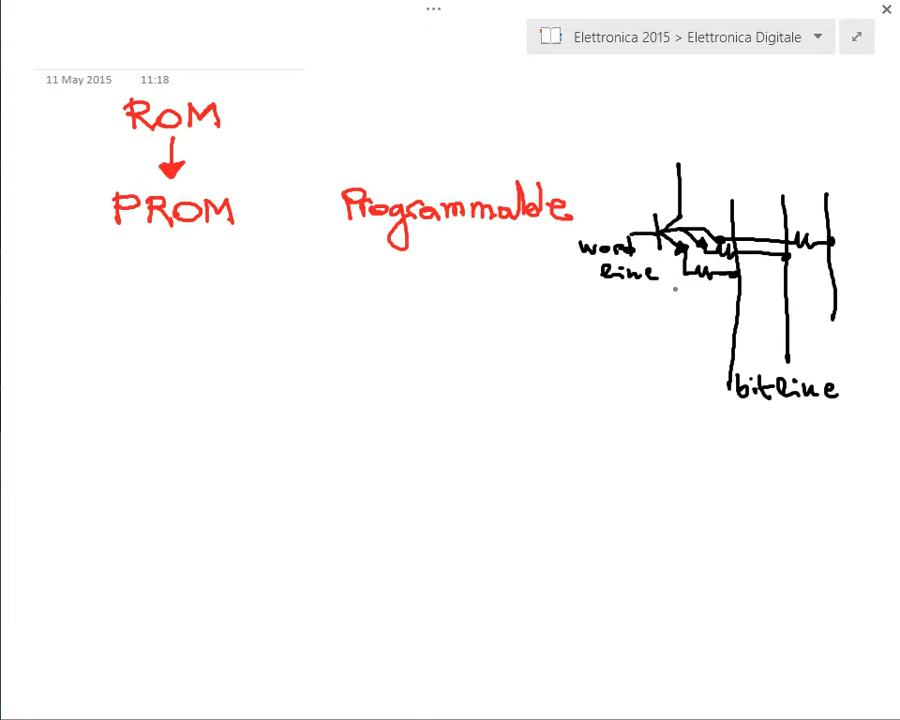 Elettronica 2015 > Elettronica Digitale
11 May 2015 11:18
ROM
PROM Programmable
word
line
bitline